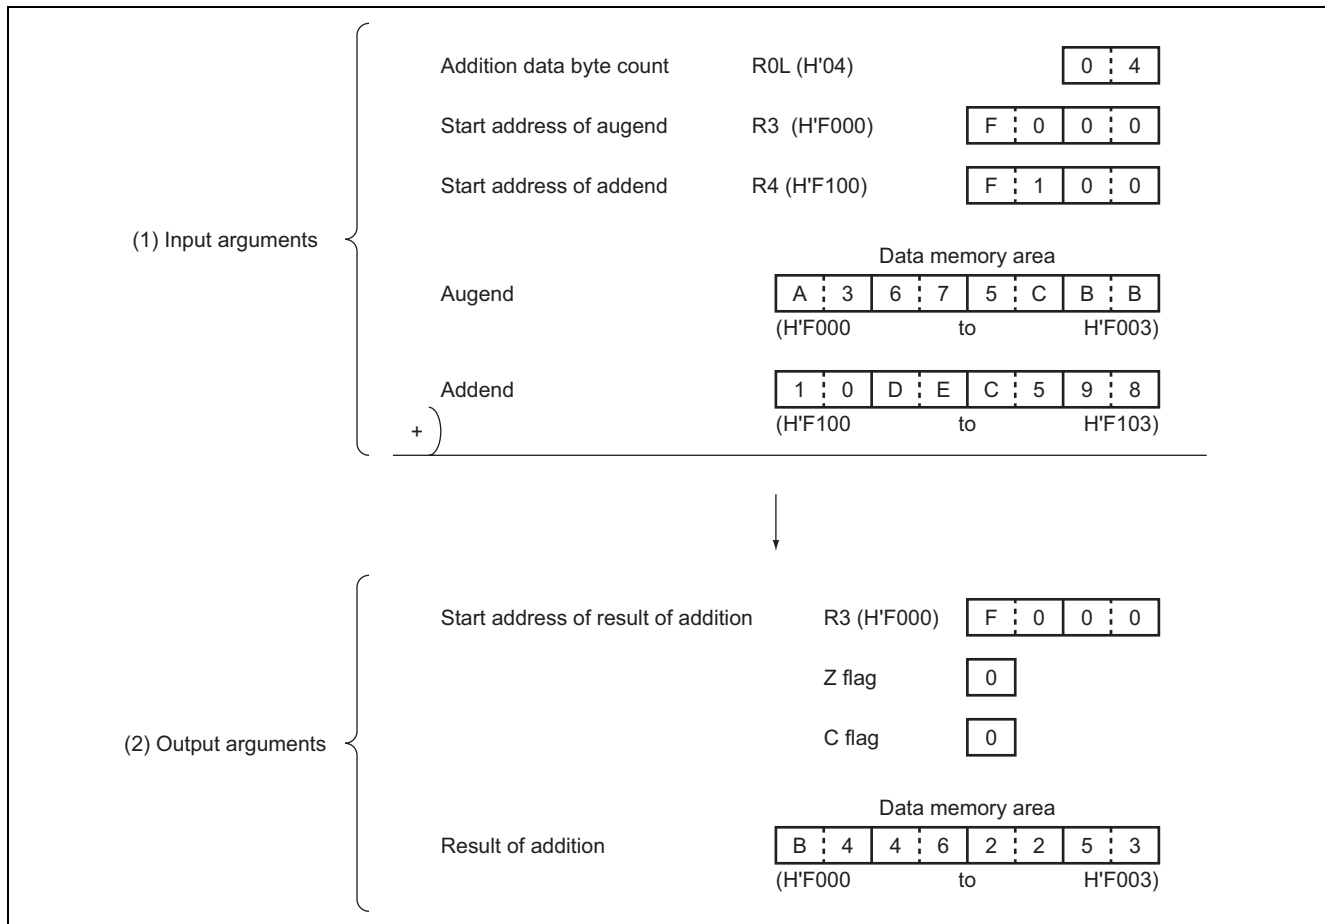 Addition data byte count R0L (H'04) 0 4
Start address of augend R3 (H'F000) F 0 0 0
Start address of addend R4 (H'F100) F 1 0 0
(1) Input arguments
Data memory area
Augend A 3 6 7 5 C B B
(H'F000 to H'F003)
Addend 1 0 D E C 5 9 8
(H'F100 to H'F103)
+
Start address of result of addition R3 (H'F000) F 0 0 0
Z flag 0
C flag 0
(2) Output arguments
Data memory area
Result of addition B 4 4 6 2 2 5 3
(H'F000 to H'F003)